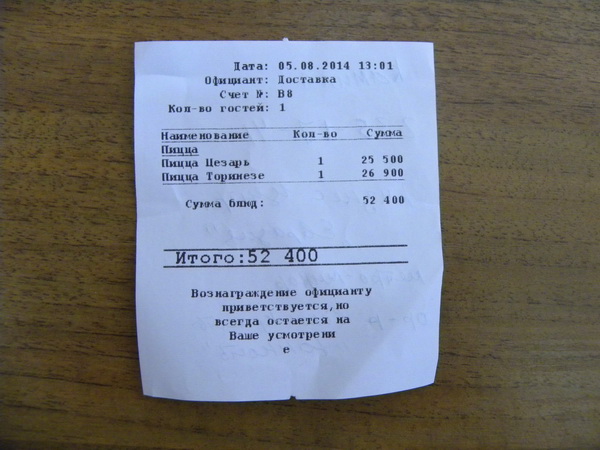 Дата: 05.08.2014 13:01
Официант: Доставка
Счет №: В8
Кол-во гостей: 1
Наименование Кол-во Сумма
Пицца
Пицца Цезарь 1 25 500
Пицца Торинезе 1 26 900
Сумма блюд: 52 400
Итого:52 400
Вознаграждение официанту
приветствуется,но
всегда остается на
Ваше усмотрени
е